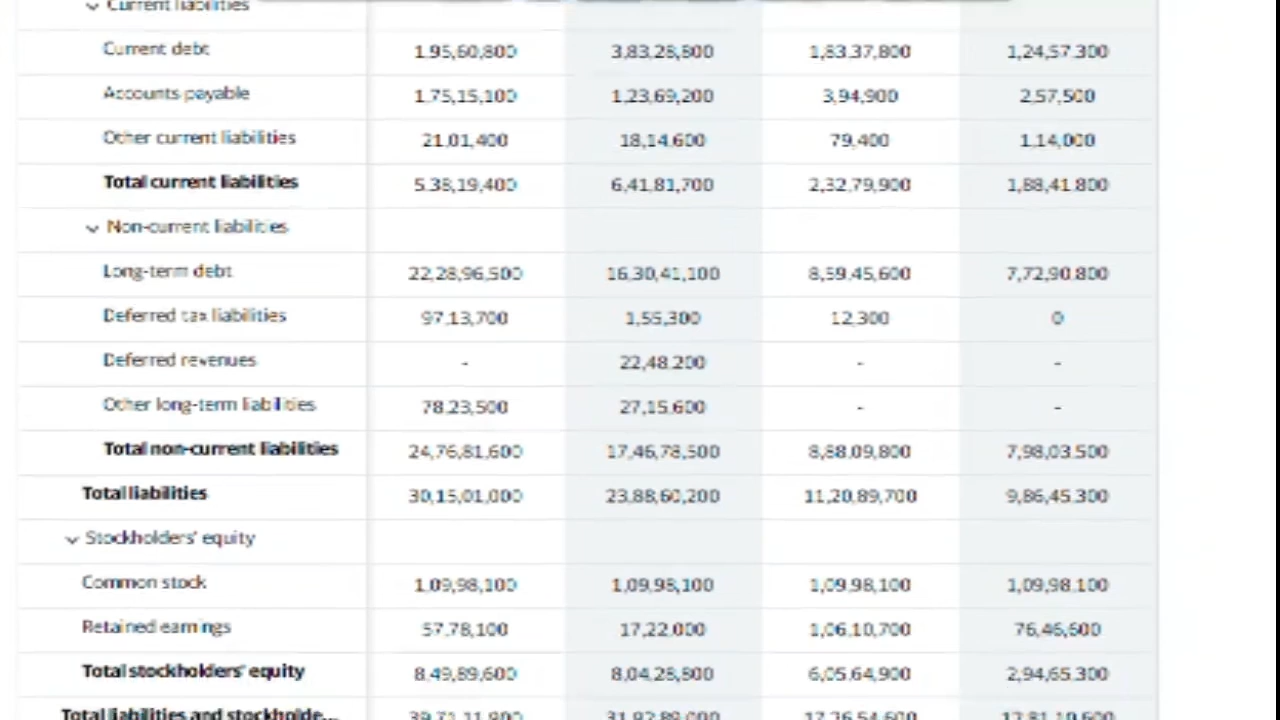 Current liabilities
Current debt 1,95,60,800 3,83,28,800 1,83,37,800 1,24,57,300
Accounts payable 1,75,15,100 1,23,69,200 3,94,900 2,57,500
Other current liabilities 21,01,400 18,14,600 79,400 1,14,000
Total current liabilities 5,38,19,400 6,41,81,700 2,32,79,900 1,88,41,800
Non-current liabilities
Long-term debt 22,28,96,500 16,30,41,100 8,59,45,600 7,72,90,800
Deferred tax liabilities 97,13,700 1,55,300 12,300 0
Deferred revenues - 22,48,200 - -
Other long-term liabilities 78,23,500 27,15,600 - -
Total non-current liabilities 24,76,81,600 17,46,78,500 8,88,09,800 7,98,03,500
Total liabilities 30,15,01,000 23,88,60,200 11,20,89,700 9,86,45,300
Stockholders' equity
Common stock 1,09,98,100 1,09,98,100 1,09,98,100 1,09,98,100
Retained earnings 57,78,100 17,22,000 1,06,10,700 76,46,600
Total stockholders' equity 8,49,89,600 8,04,28,800 6,05,64,900 2,94,65,300
Total liabilities and stockholde...